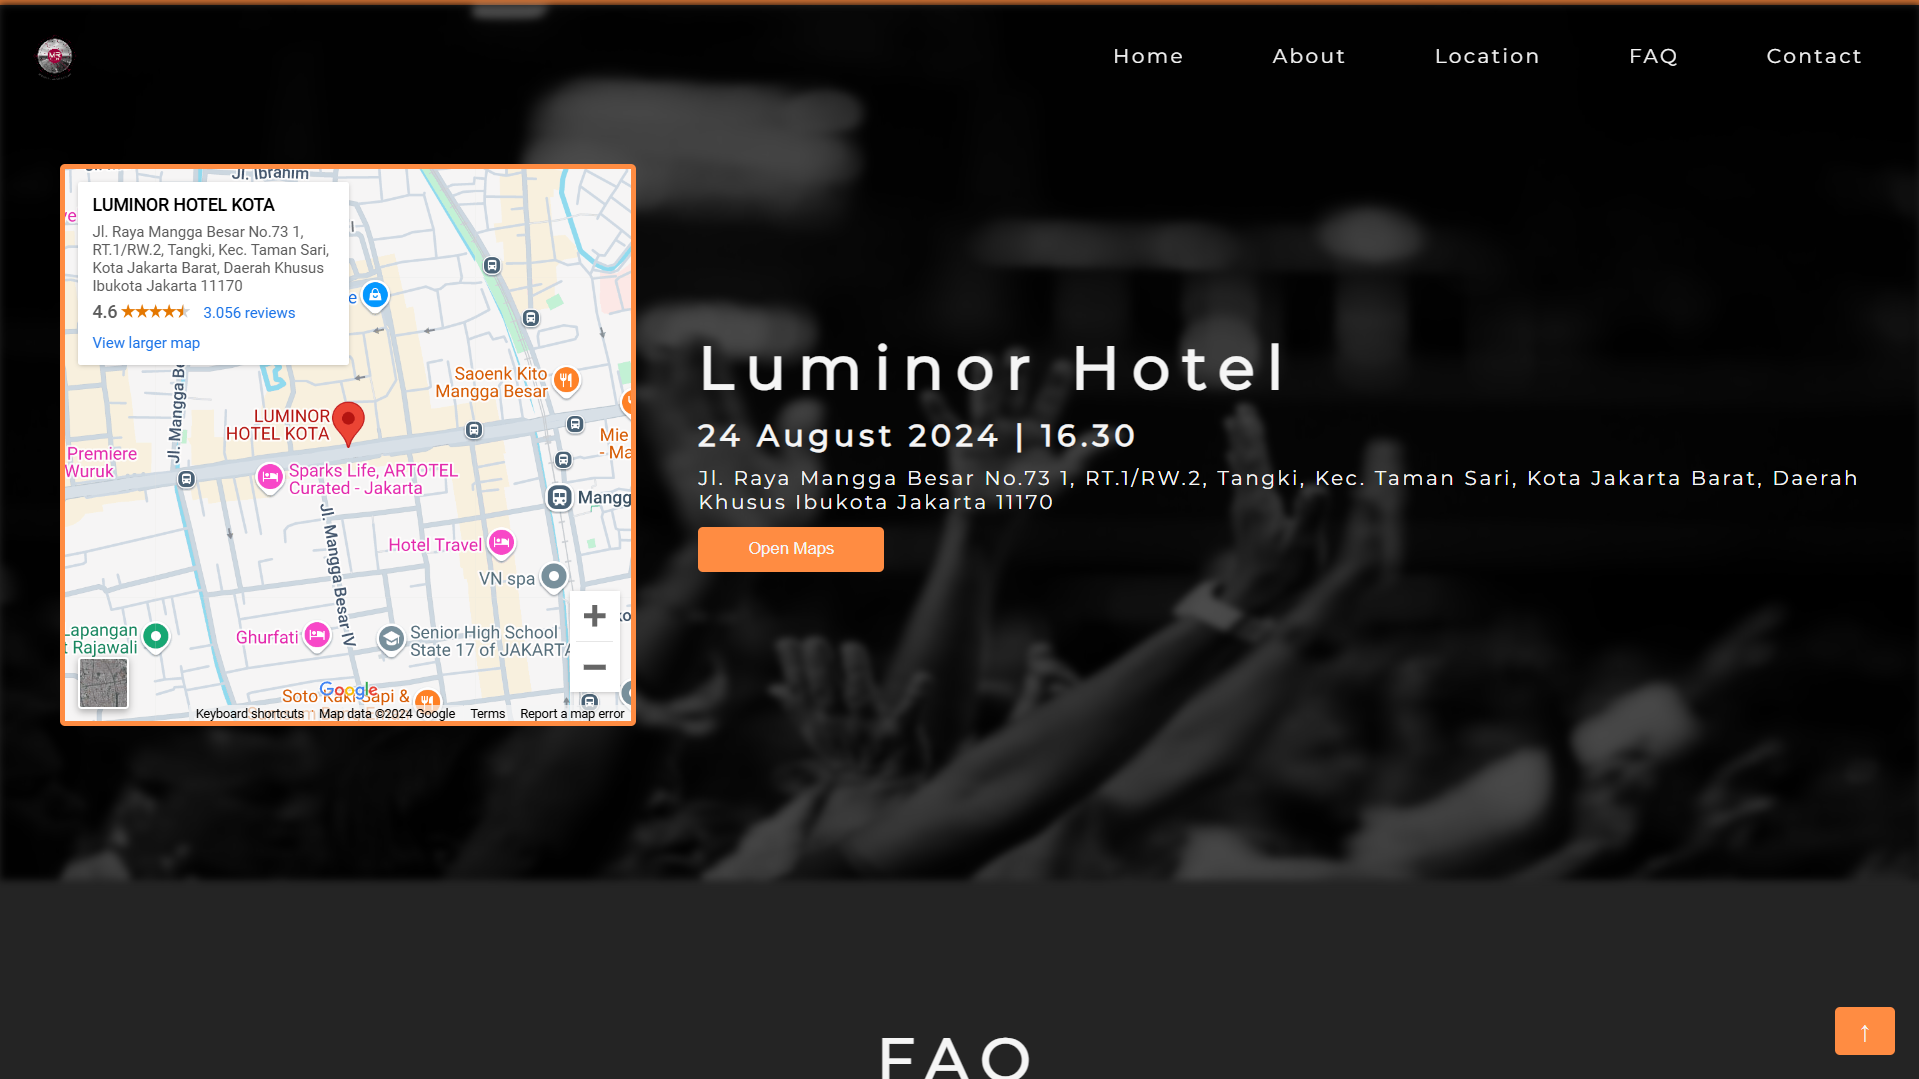 Home
About
Location
FAQ
Contact
Jl. Ibrahim
LUMINOR HOTEL KOTA
Jl. Raya Mangga Besar No.73 1,
RT.1/RW.2, Tangki, Kec. Taman Sari,
Kota Jakarta Barat, Daerah Khusus
Ibukota Jakarta 11170
4.6
3.056 reviews
View larger map
Jl. Mangga Be
Saoenk Kito
Mangga Besar
LUMINOR
HOTEL KOTA
Mie
- Ma
Premiere
Wuruk
Sparks Life, ARTOTEL
Curated - Jakarta
Mangg
Jl. Mangga Besar IV
Hotel Travel
VN spa
Lapangan
t Rajawali
Ghurfati
Senior High School
State 17 of JAKARTA
Soto Kaki Sapi &
Google
Keyboard shortcuts
Map data ©2024 Google
Terms
Report a map error
Luminor Hotel
24 August 2024 | 16.30
Jl. Raya Mangga Besar No.73 1, RT.1/RW.2, Tangki, Kec. Taman Sari, Kota Jakarta Barat, Daerah
Khusus Ibukota Jakarta 11170
Open Maps
FAQ
↑